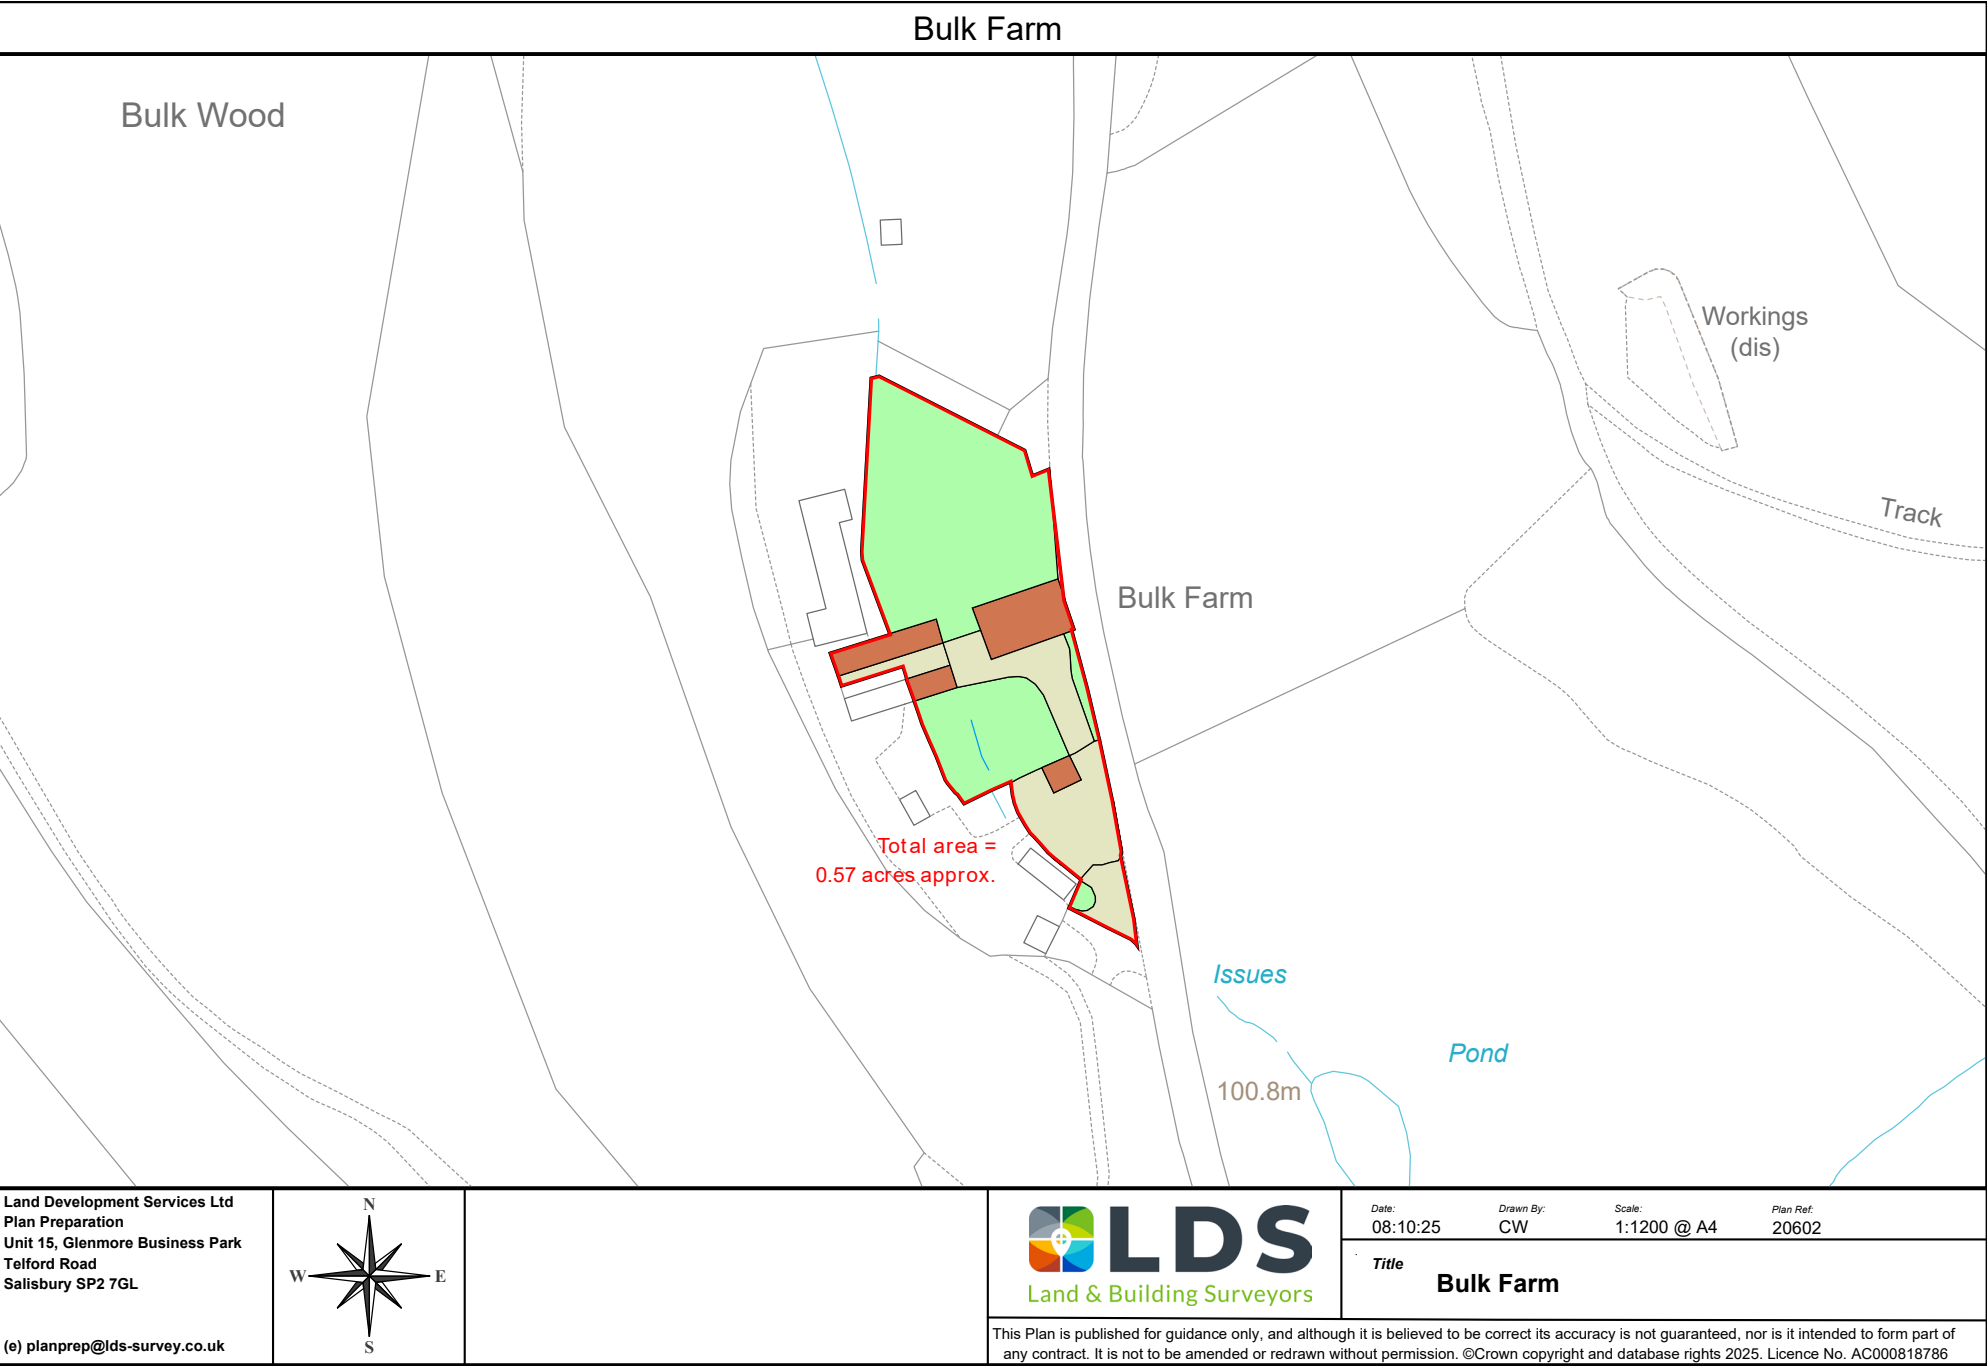 Bulk Farm
Bulk Wood
Workings
(dis)
Track
Bulk Farm
Total area =
0.57 acres approx.
Issues
Pond
100.8m
Land Development Services Ltd
Plan Preparation
Unit 15, Glenmore Business Park
Telford Road
Salisbury SP2 7GL
(e) planprep@lds-survey.co.uk
N
W
E
S
LDS
Land & Building Surveyors
Date:
08:10:25
Drawn By:
CW
Scale:
1:1200 @ A4
Plan Ref:
20602
Title
Bulk Farm
This Plan is published for guidance only, and although it is believed to be correct its accuracy is not guaranteed, nor is it intended to form part of
any contract. It is not to be amended or redrawn without permission. ©Crown copyright and database rights 2025. Licence No. AC000818786